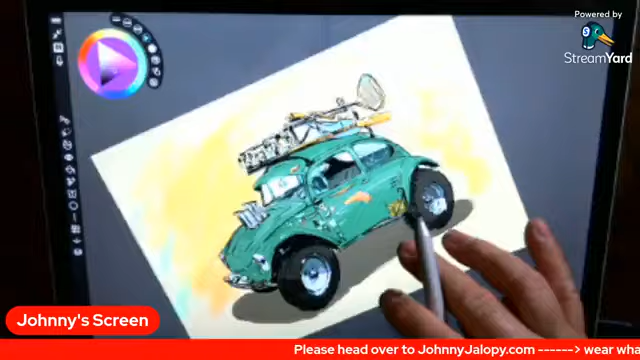 Powered by
StreamYard
Johnny's Screen
Please head over to JohnnyJalopy.com ------> wear wha